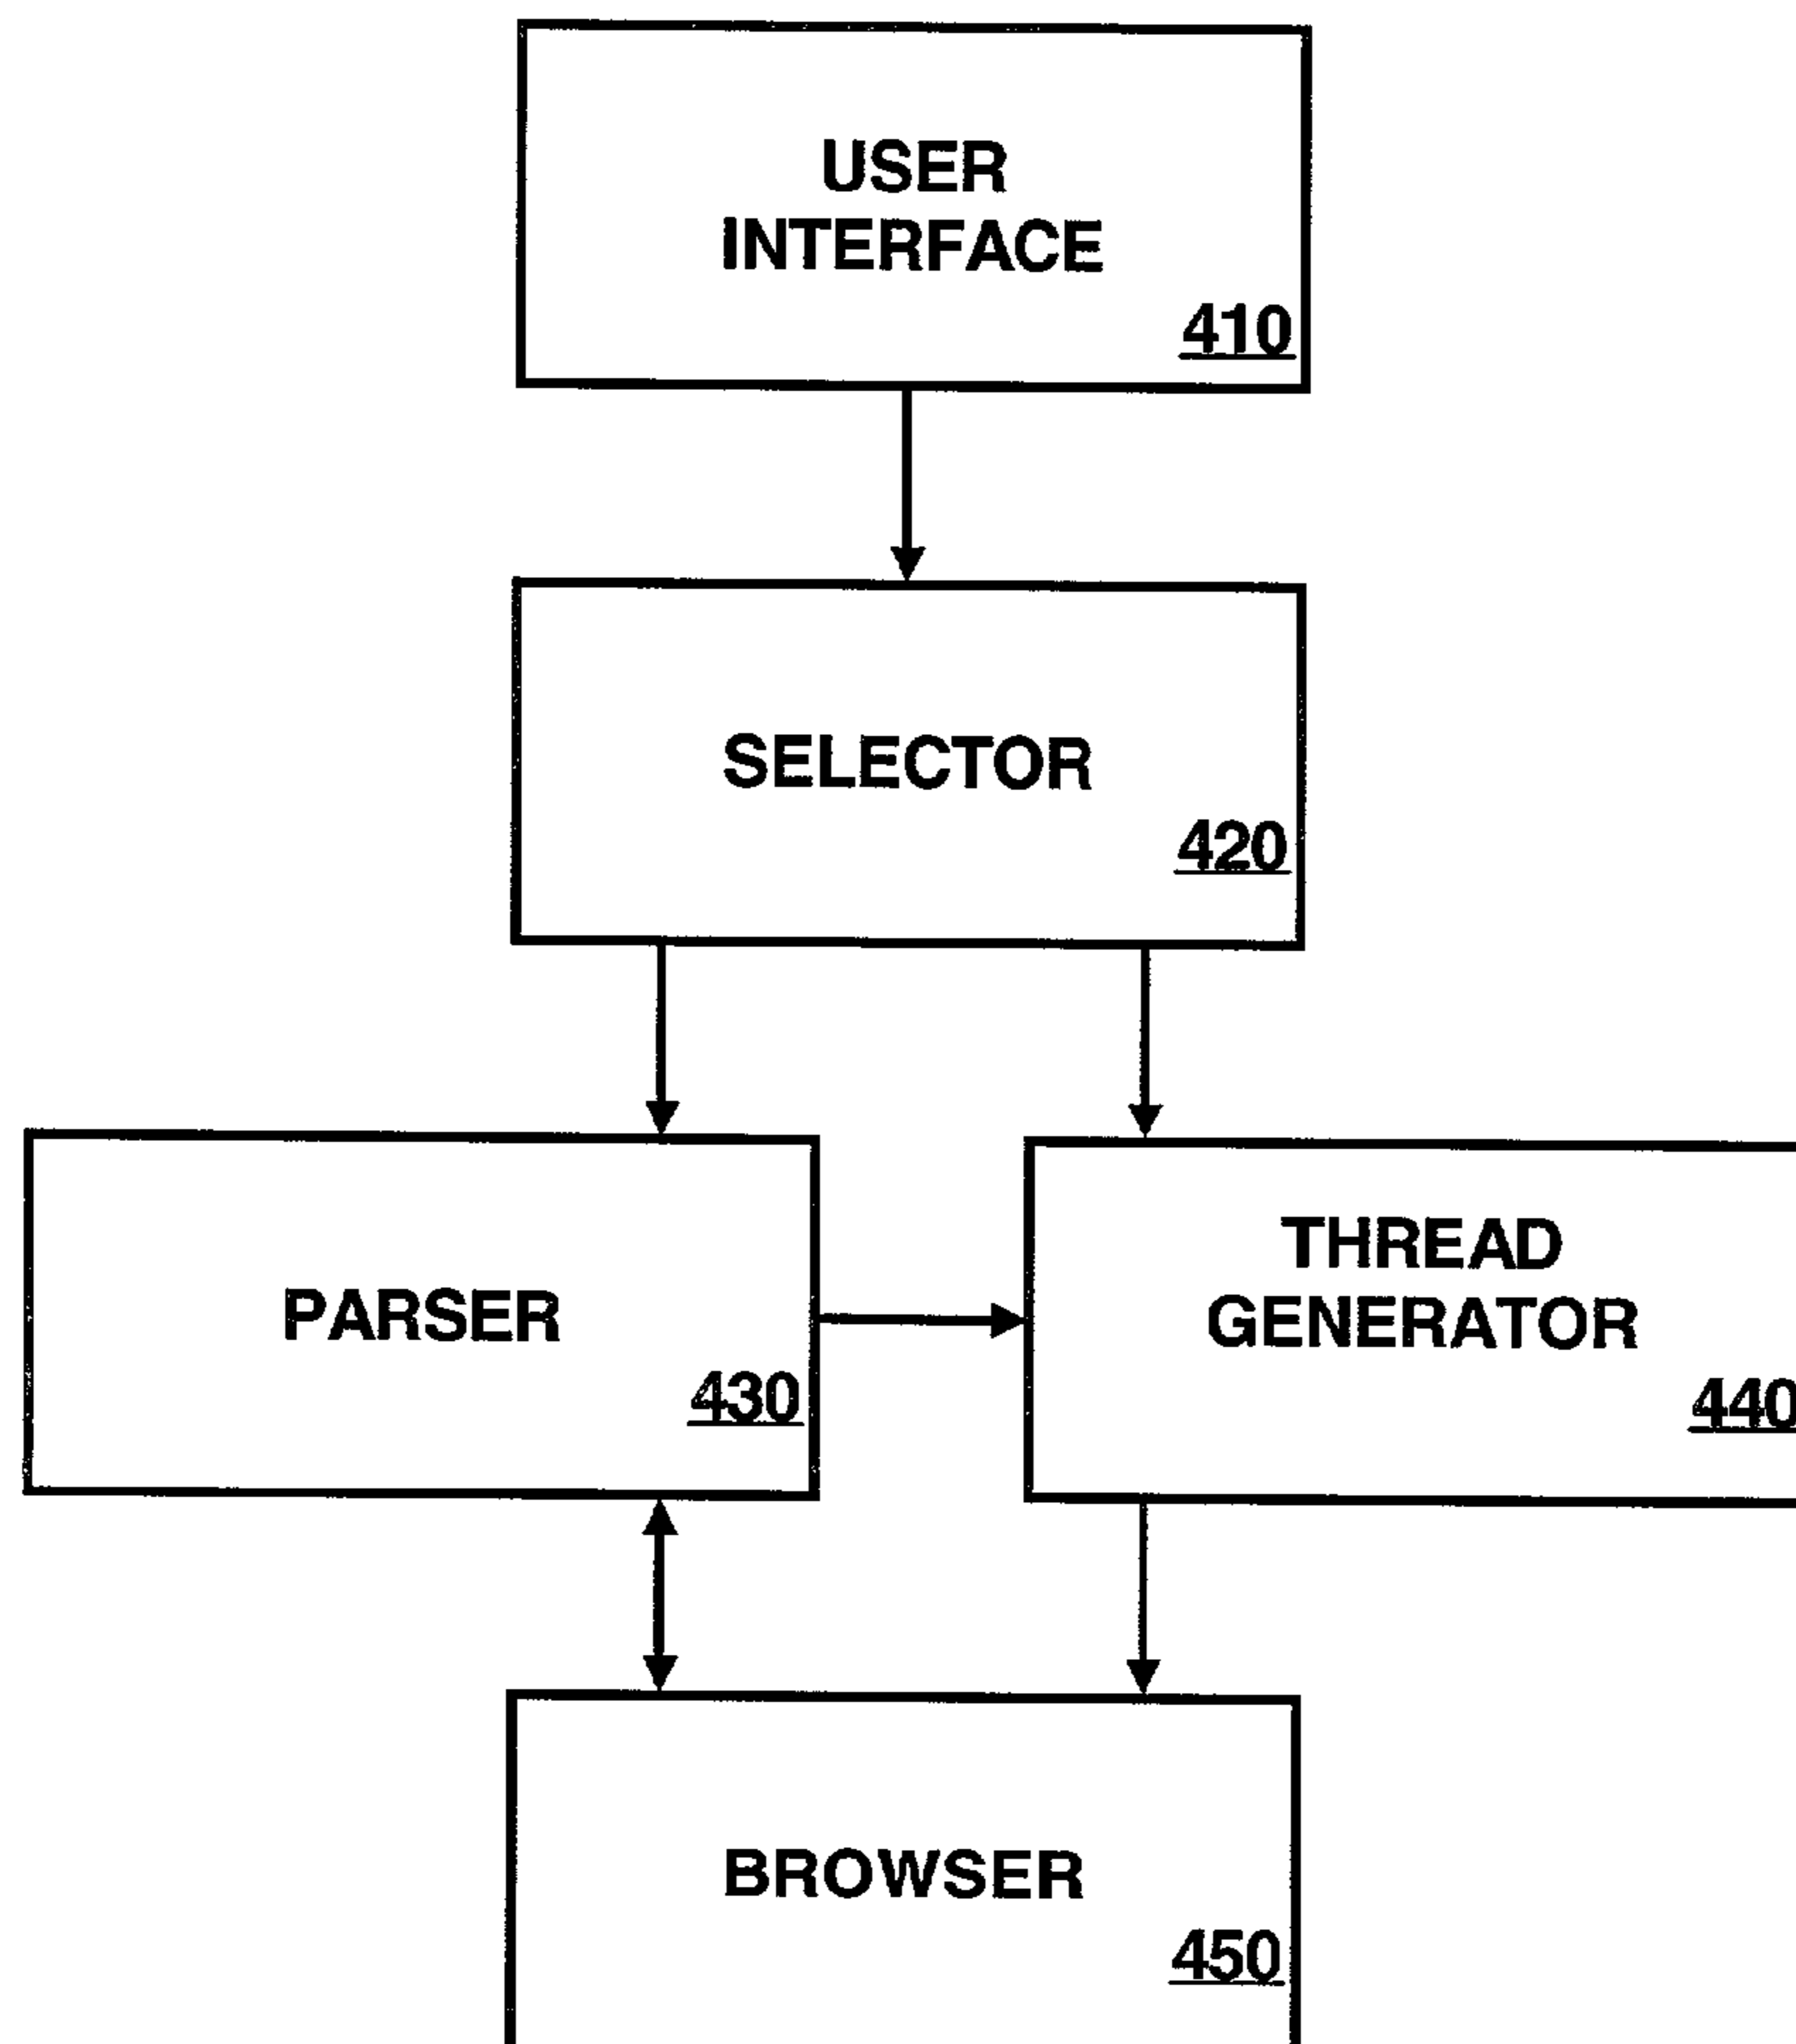 USER
INTERFACE
410
SELECTOR
420
PARSER
430
THREAD
GENERATOR
440
BROWSER
450